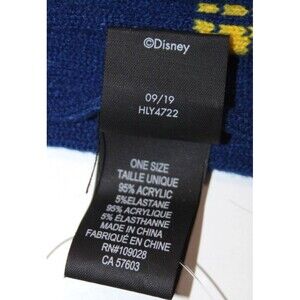 ©Disney
09/19
HLY4722
ONE SIZE
TAILLE UNIQUE
95% ACRYLIC
5%ELASTANE
95% ACRYLIQUE
5% ELASTHANNE
MADE IN CHINA
FABRIQUÉ EN CHINE
RN#109028
CA 57603